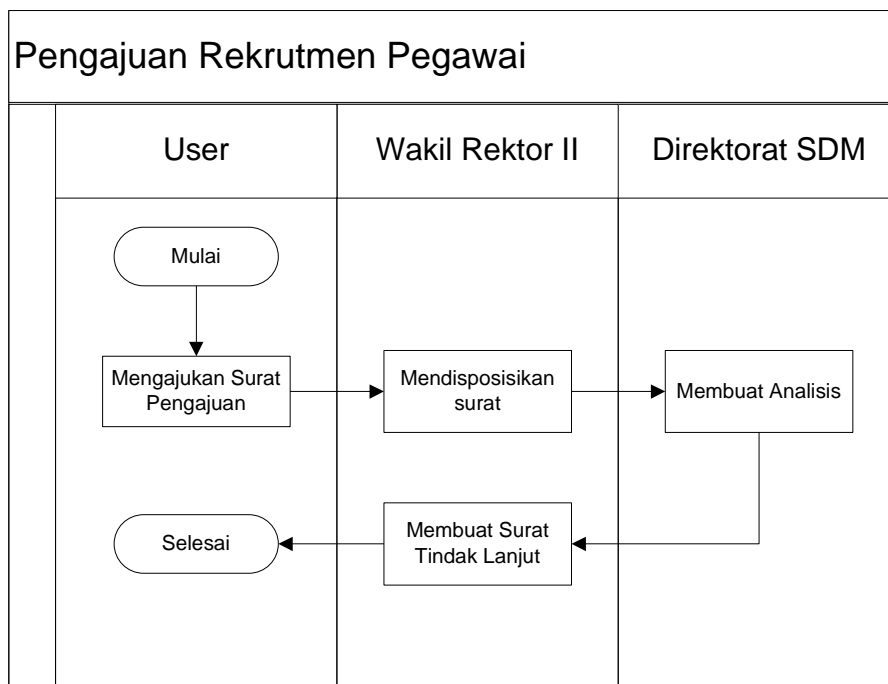 Pengajuan Rekrutmen Pegawai
User
Wakil Rektor II
Direktorat SDM
Mulai
Mengajukan Surat
Pengajuan
Mendisposisikan
surat
Membuat Analisis
Selesai
Membuat Surat
Tindak Lanjut